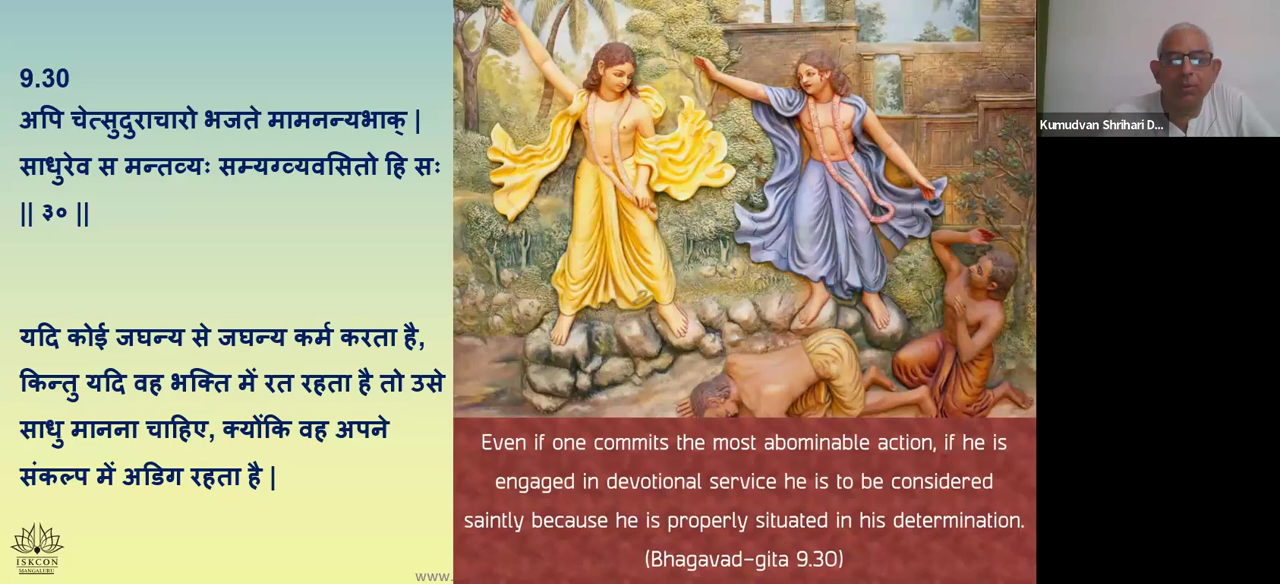 9.30
अपि चेत्सुदुराचारो भजते मामनन्यभाक् |
साधुरेव स मन्तव्यः सम्यग्व्यवसितो हि सः
|| ३० ||
यदि कोई जघन्य से जघन्य कर्म करता है,
किन्तु यदि वह भक्ति में रत रहता है तो उसे
साधु मानना चाहिए, क्योंकि वह अपने
संकल्प में अडिग रहता है |
ISKCON
MANGALURU
www.
Even if one commits the most abominable action, if he is
engaged in devotional service he is to be considered
saintly because he is properly situated in his determination.
(Bhagavad-gita 9.30)
Kumudvan Shrihari D...